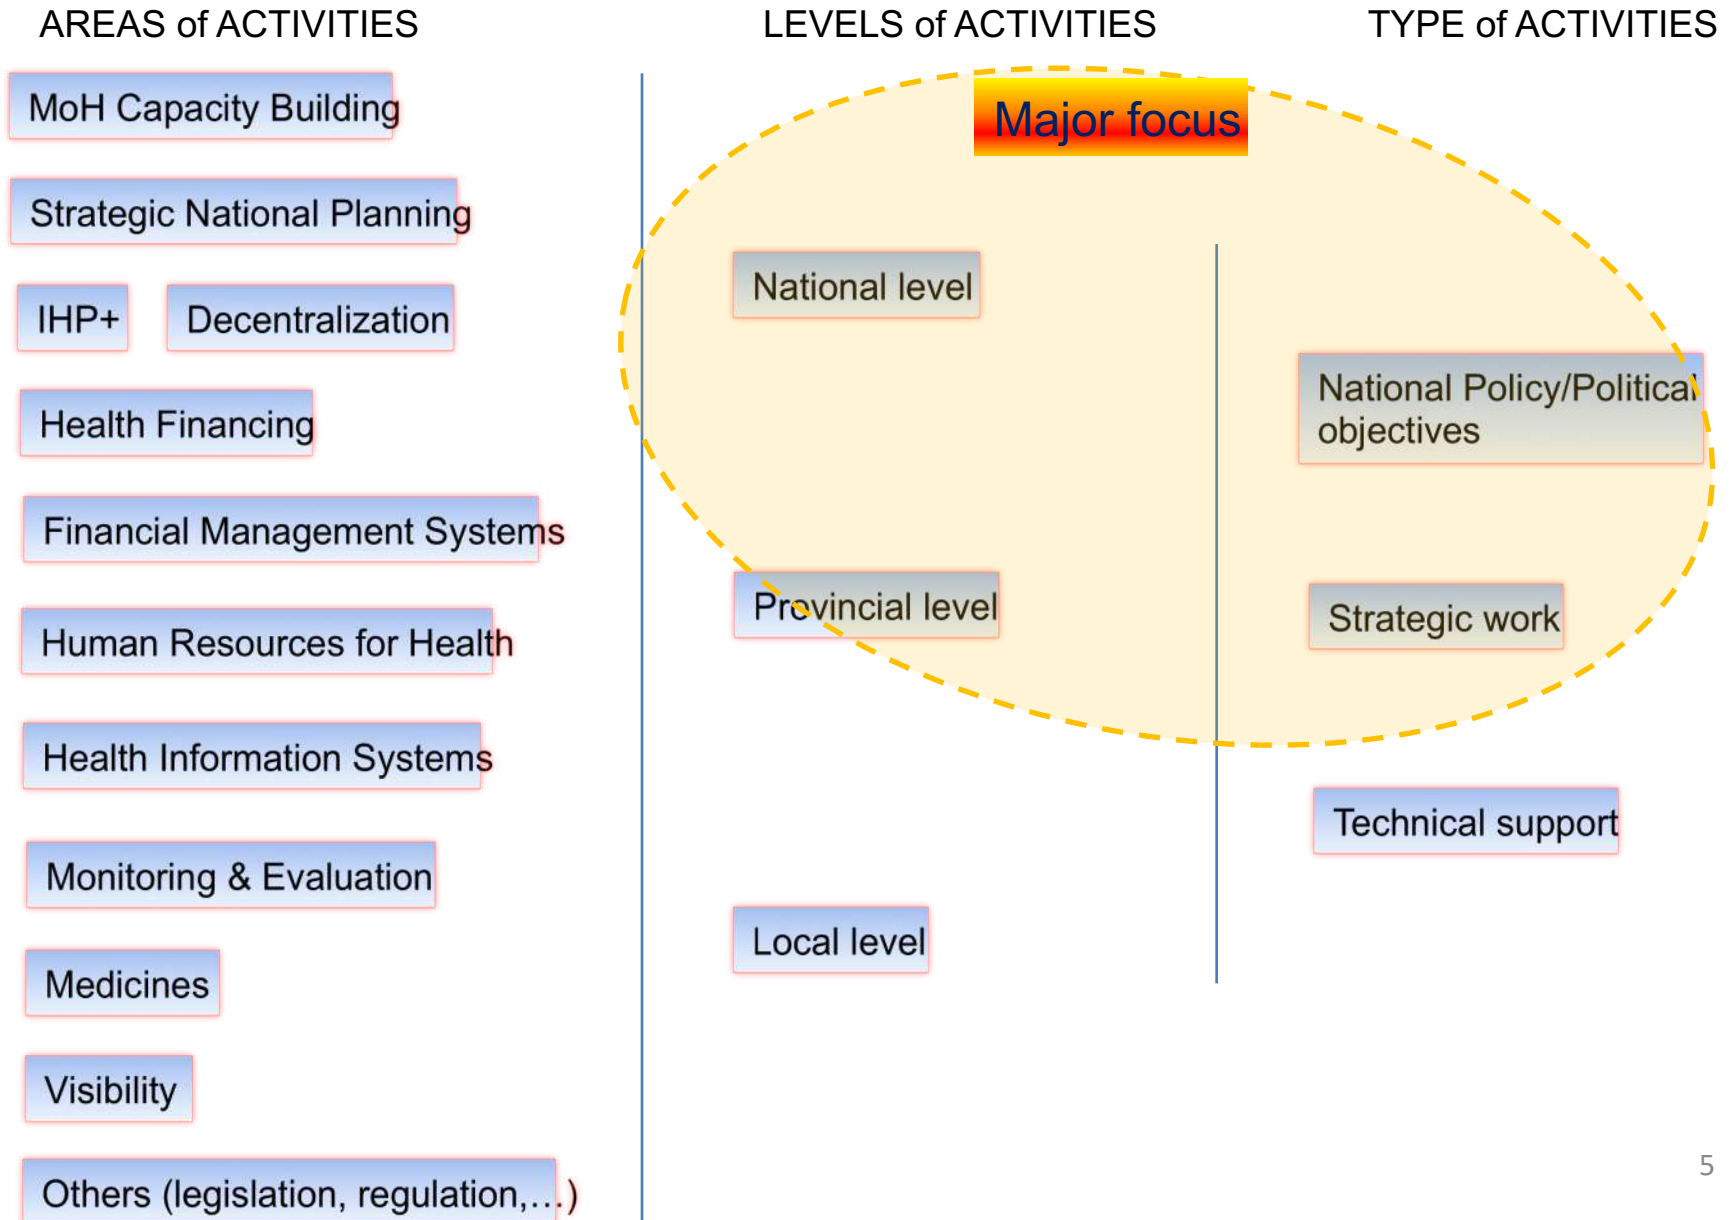 AREAS of ACTIVITIES
LEVELS of ACTIVITIES
TYPE of ACTIVITIES
MoH Capacity Building
Strategic National Planning
IHP+
Decentralization
Health Financing
Financial Management Systems
Human Resources for Health
Health Information Systems
Monitoring & Evaluation
Medicines
Visibility
Others (legislation, regulation,…)
Major focus
National level
Provincial level
Local level
National Policy/Political
objectives
Strategic work
Technical support
5